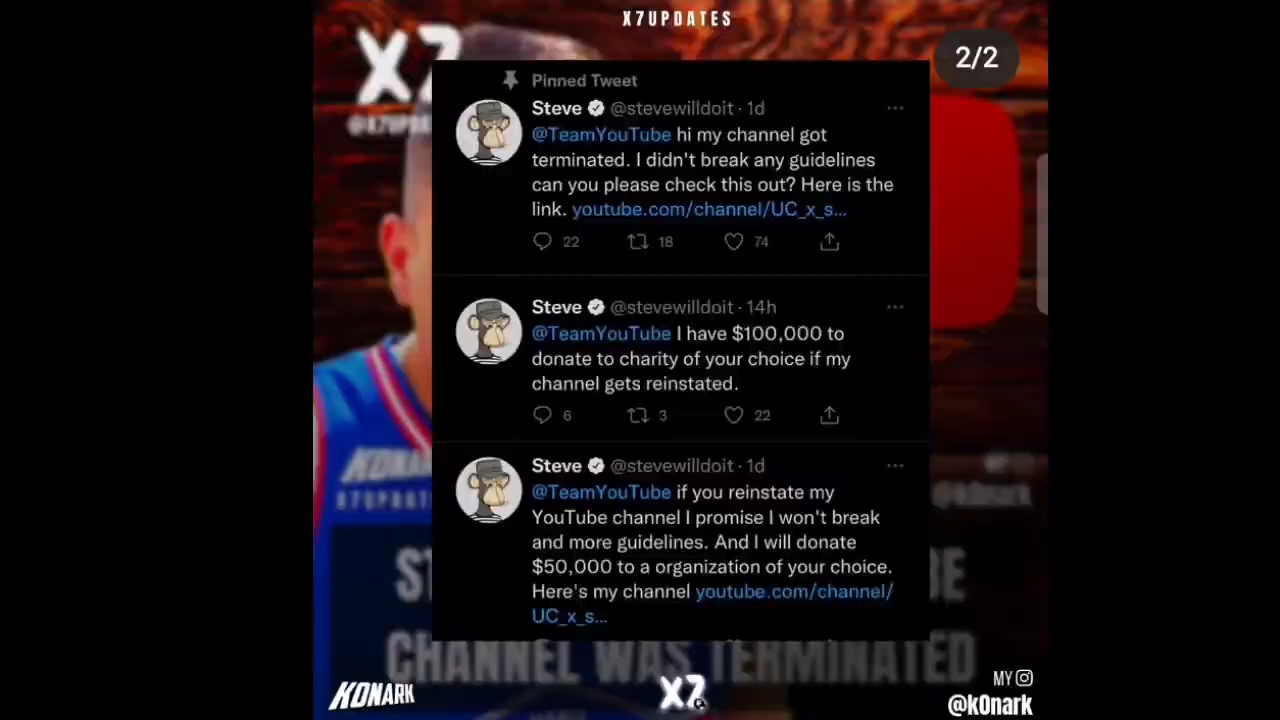 X7UPDATES
X7
2/2
Pinned Tweet
Steve @stevewilldoit · 1d
@TeamYouTube hi my channel got
terminated. I didn't break any guidelines
can you please check this out? Here is the
link. youtube.com/channel/UC_x_s...
22 18 74
Steve @stevewilldoit · 14h
@TeamYouTube I have $100,000 to
donate to charity of your choice if my
channel gets reinstated.
6 3 22
Steve @stevewilldoit · 1d
@TeamYouTube if you reinstate my
YouTube channel I promise I won't break
and more guidelines. And I will donate
$50,000 to a organization of your choice.
Here's my channel youtube.com/channel/
UC_x_s...
@k0nark
CHANNEL WAS TERMINATED
KONARK
X7
MY
@k0nark